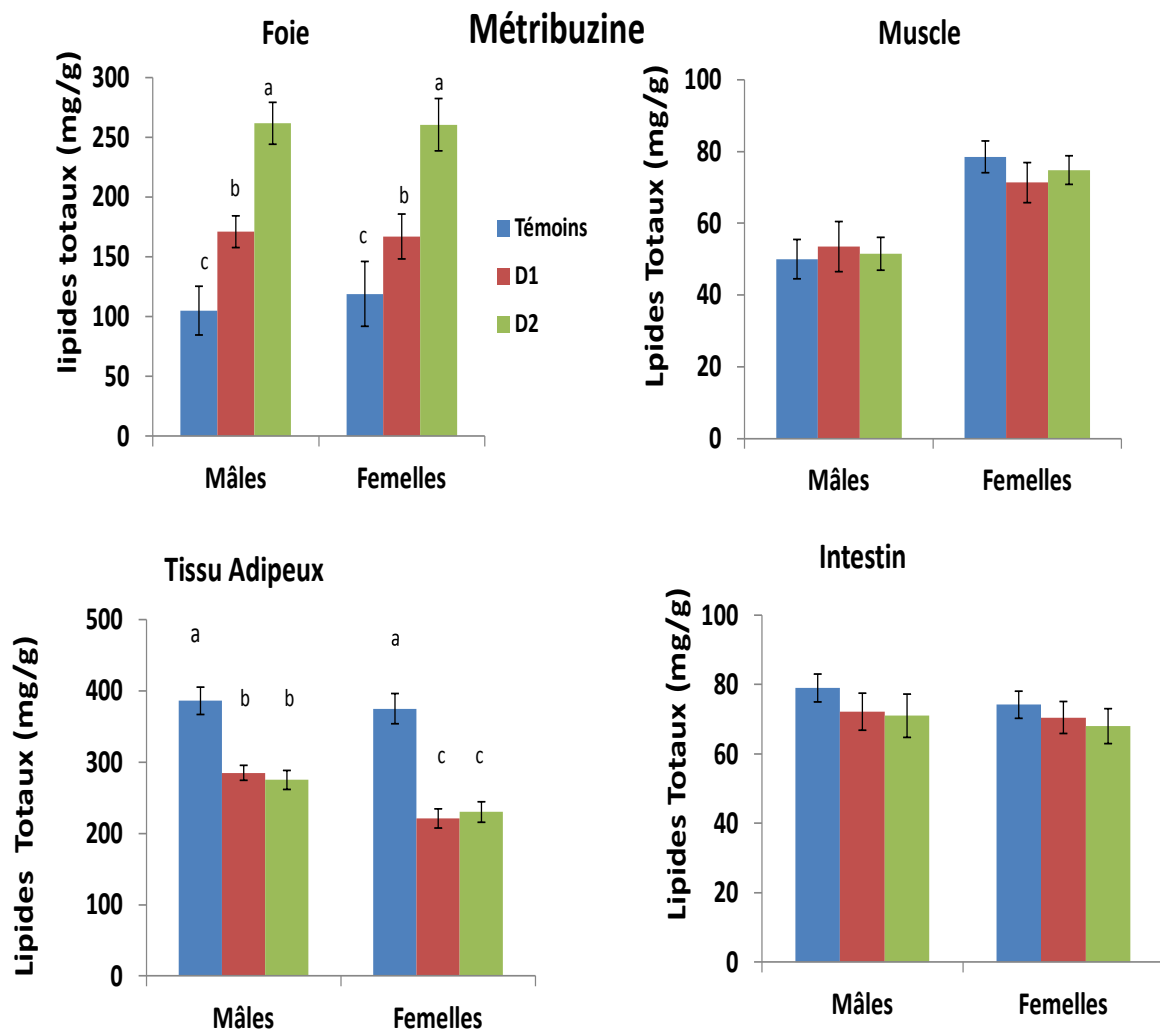 Métribuzine
Foie
lipides totaux (mg/g)
300
250
200
150
100
50
0
c
b
a
c
b
a
Mâles
Femelles
Témoins
D1
D2
Muscle
Lpides Totaux (mg/g)
100
80
60
40
20
0
Mâles
Femelles
Tissu Adipeux
Lipides Totaux (mg/g)
500
400
300
200
100
0
a
b
b
a
c
c
Mâles
Femelles
Intestin
Lipides Totaux (mg/g)
100
80
60
40
20
0
Mâles
Femelles